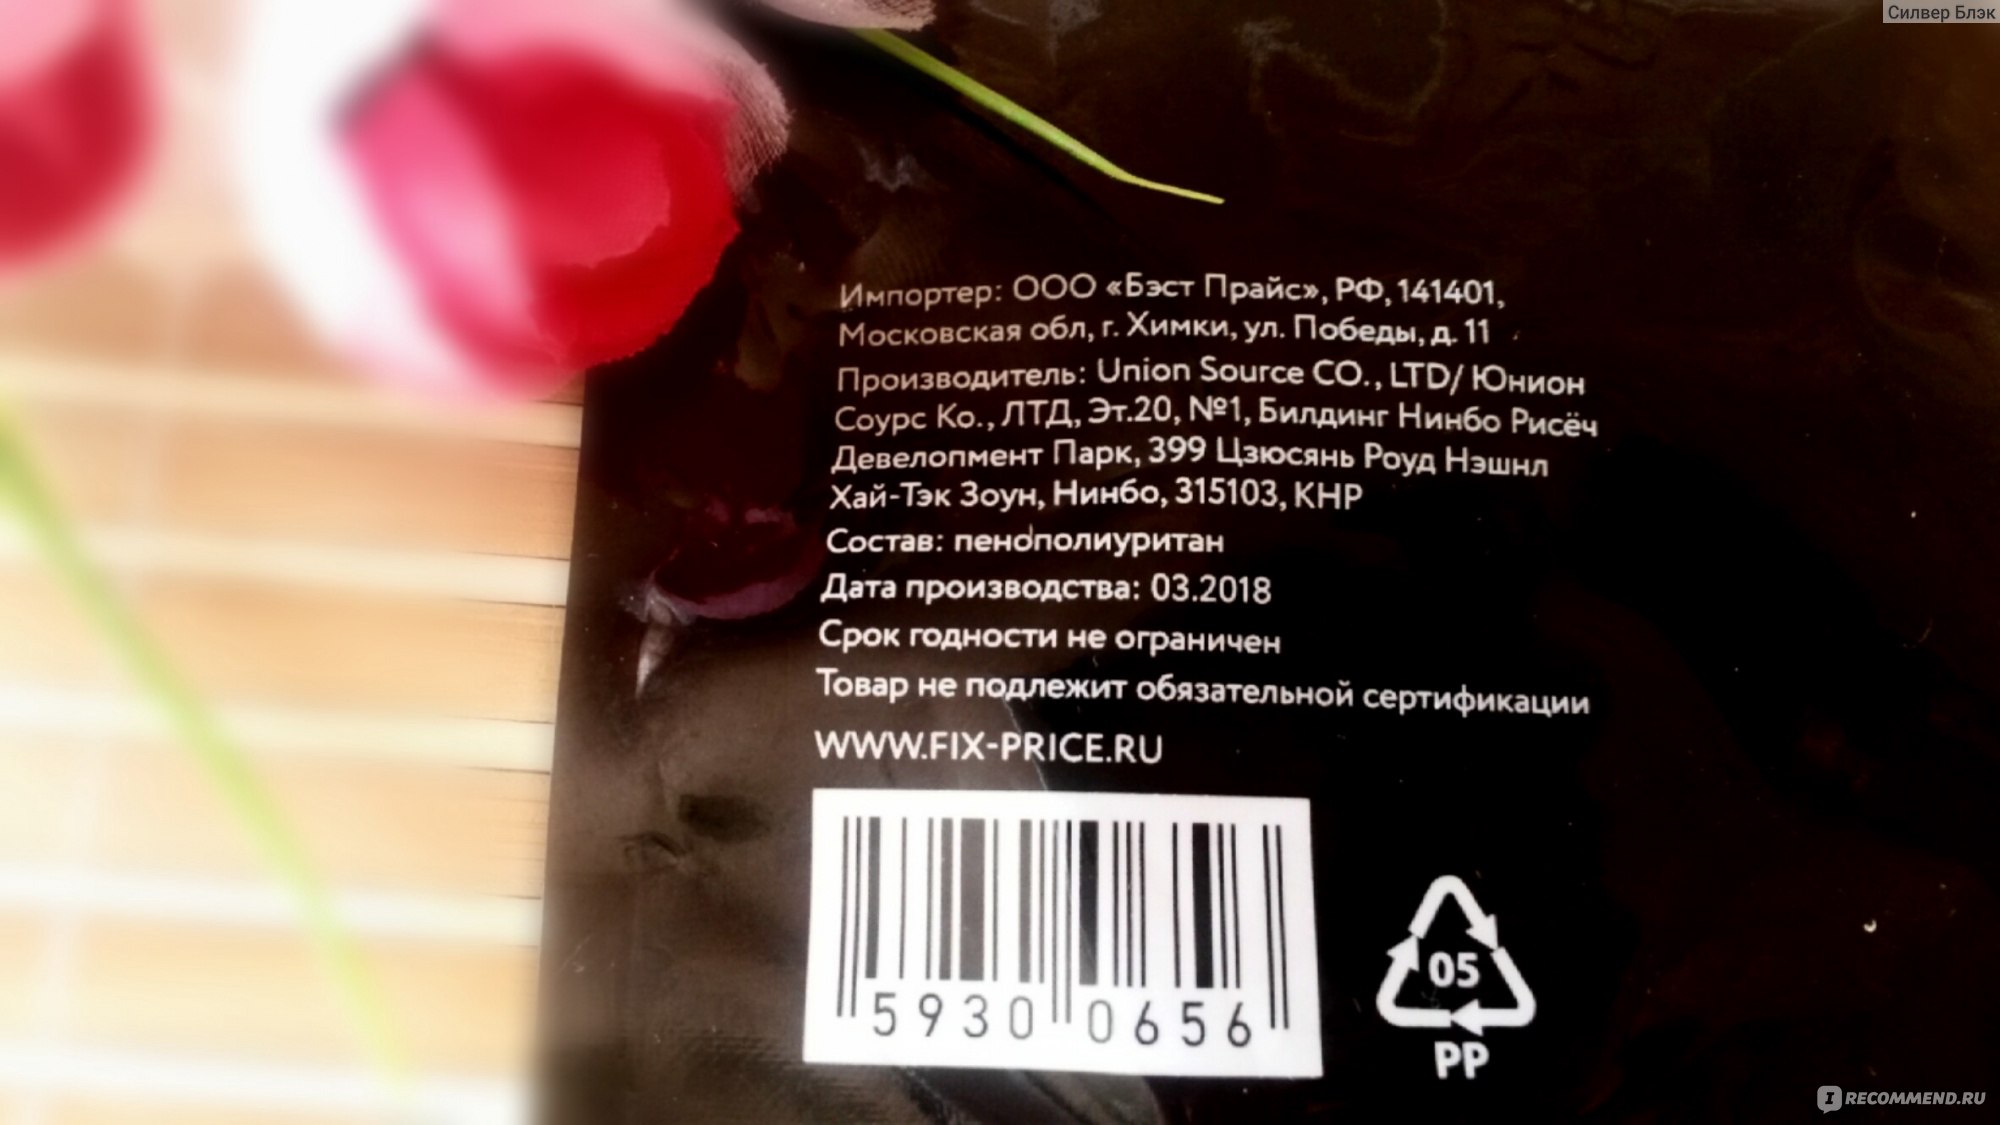 Силвер Блэк
Импортер: ООО «Бэст Прайс», РФ, 141401,
Московская обл, г. Химки, ул. Победы, д. 11
Производитель: Union Source CO., LTD/ Юнион
Соурс Ко., ЛТД, Эт.20, №1, Билдинг Нинбо Рисёч
Девелопмент Парк, 399 Цзюсянь Роуд Нэшнл
Хай-Тэк Зоун, Нинбо, 315103, КНР
Состав: пенополиуритан
Дата производства: 03.2018
Срок годности не ограничен
Товар не подлежит обязательной сертификации
WWW.FIX-PRICE.RU
5930 0656
05
PP
I RECOMMEND.RU